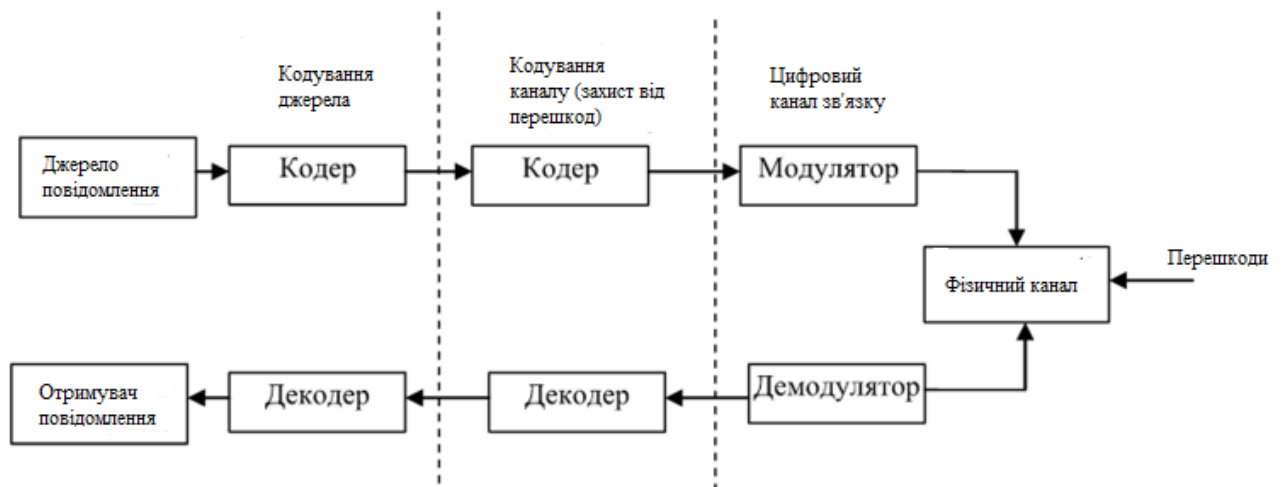 Кодування
джерела
Кодування
каналу (захист від
перешкод)
Цифровий
канал зв'язку
Джерело
повідомлення
Кодер
Кодер
Модулятор
Перешкоди
Фізичний канал
Отримувач
повідомлення
Декодер
Декодер
Демодулятор